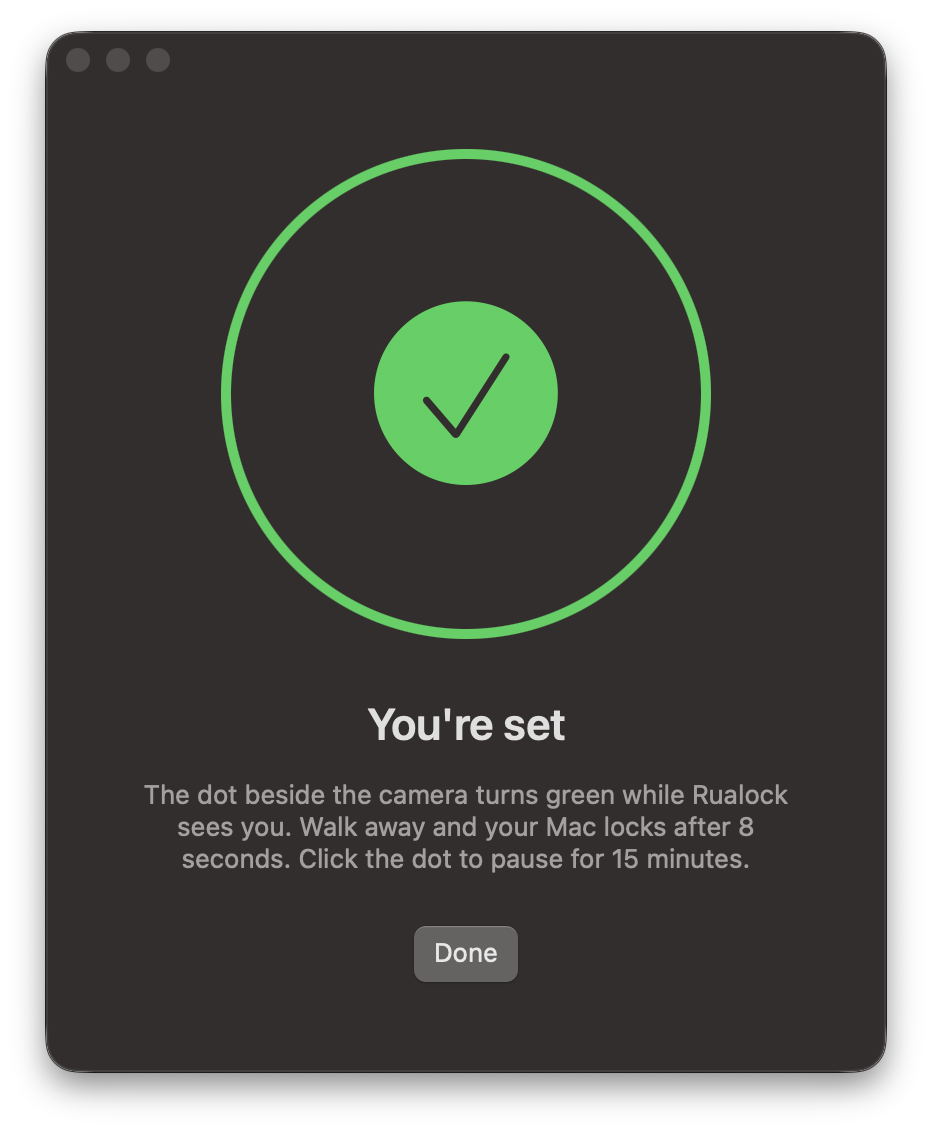 You're set
The dot beside the camera turns green while Rualock
sees you. Walk away and your Mac locks after 8
seconds. Click the dot to pause for 15 minutes.
Done